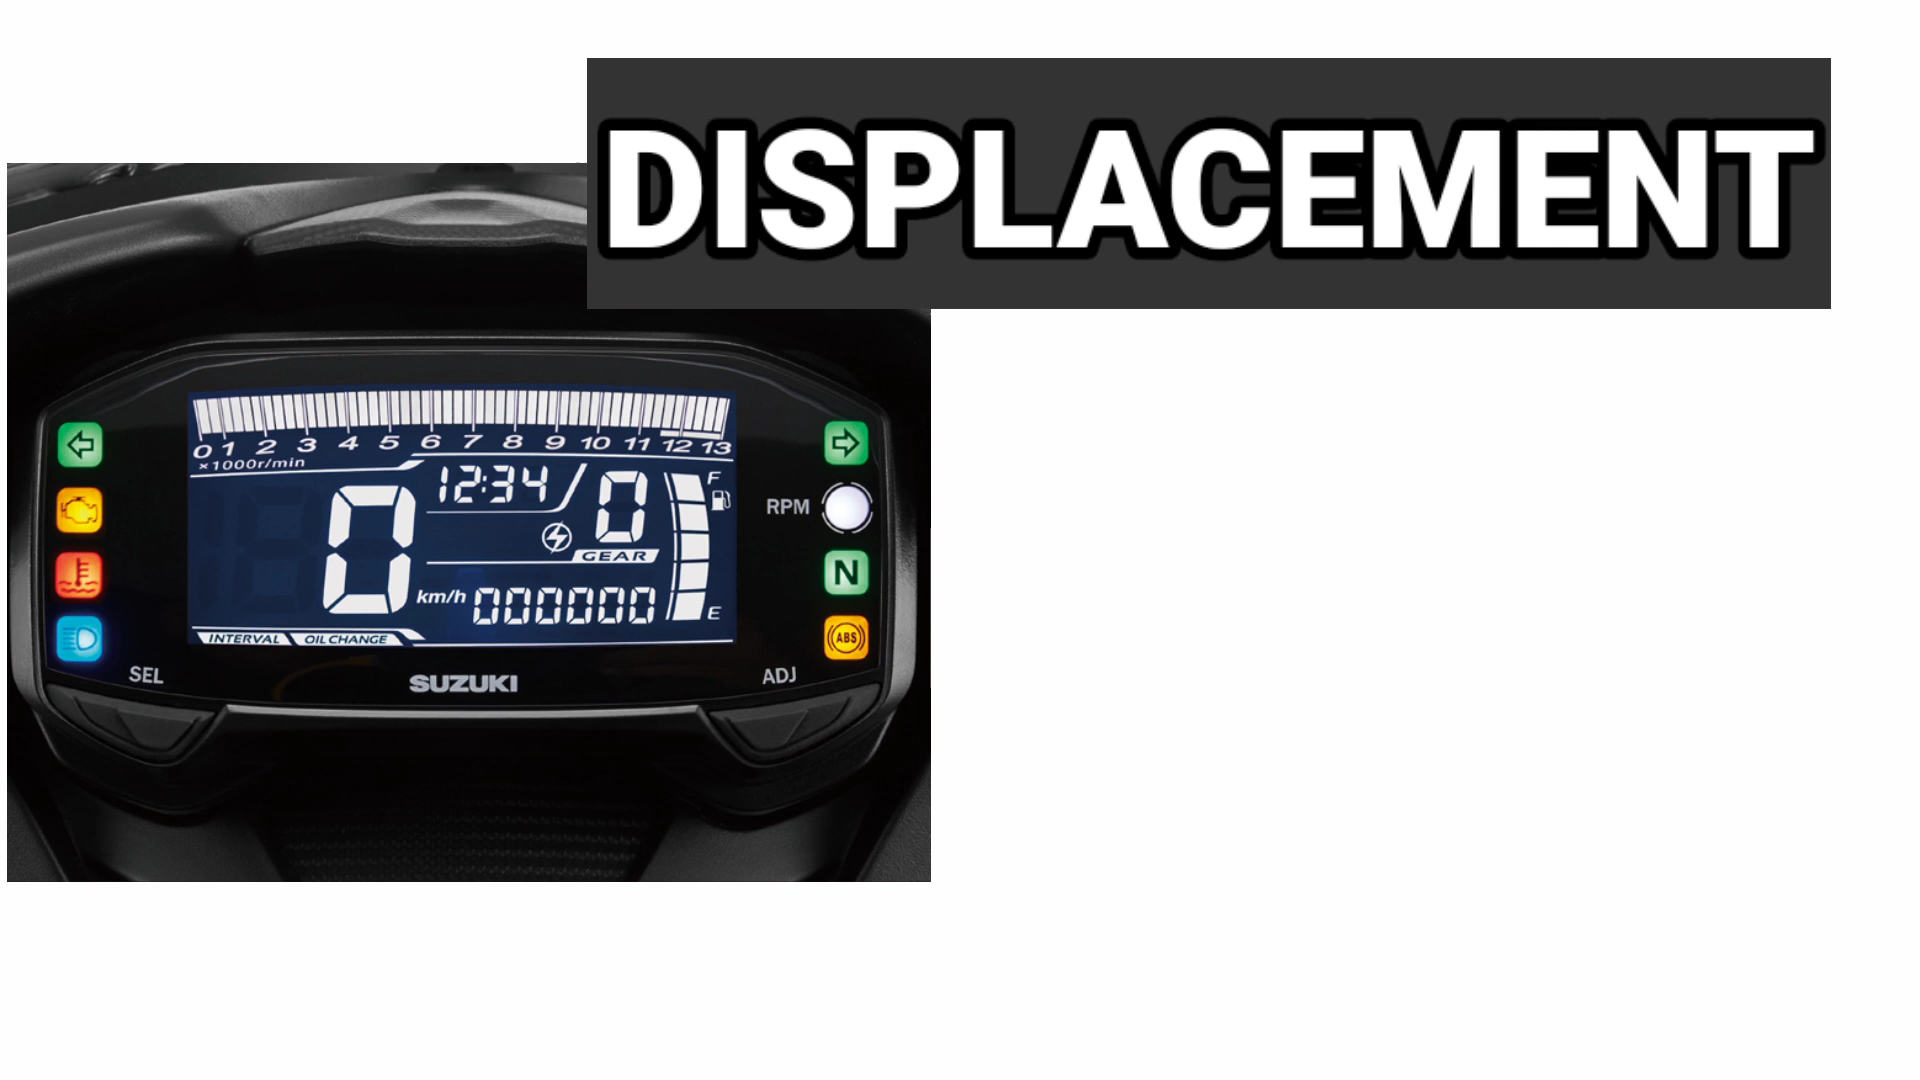 DISPLACEMENT
0 1 2 3 4 5 6 7 8 9 10 11 12 13
×1000r/min
12:34
0
F
RPM
0
GEAR
N
km/h
000000
E
INTERVAL OIL CHANGE
ABS
SEL
SUZUKI
ADJ